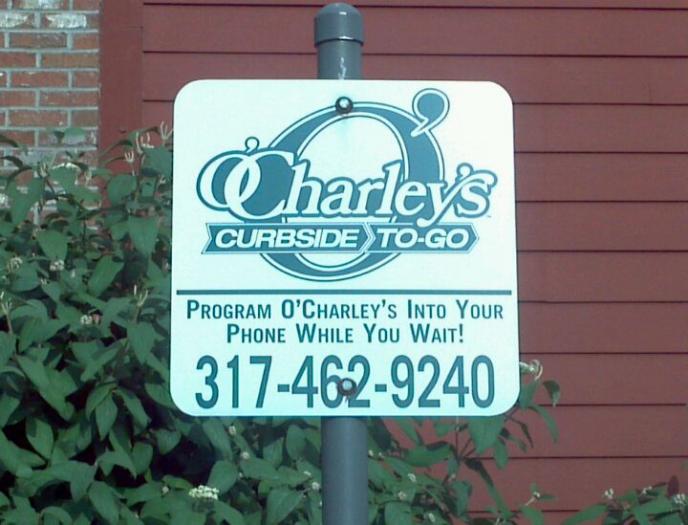 O'Charley's
CURBSIDE TO-GO
PROGRAM O'CHARLEY'S INTO YOUR
PHONE WHILE YOU WAIT!
317-462-9240